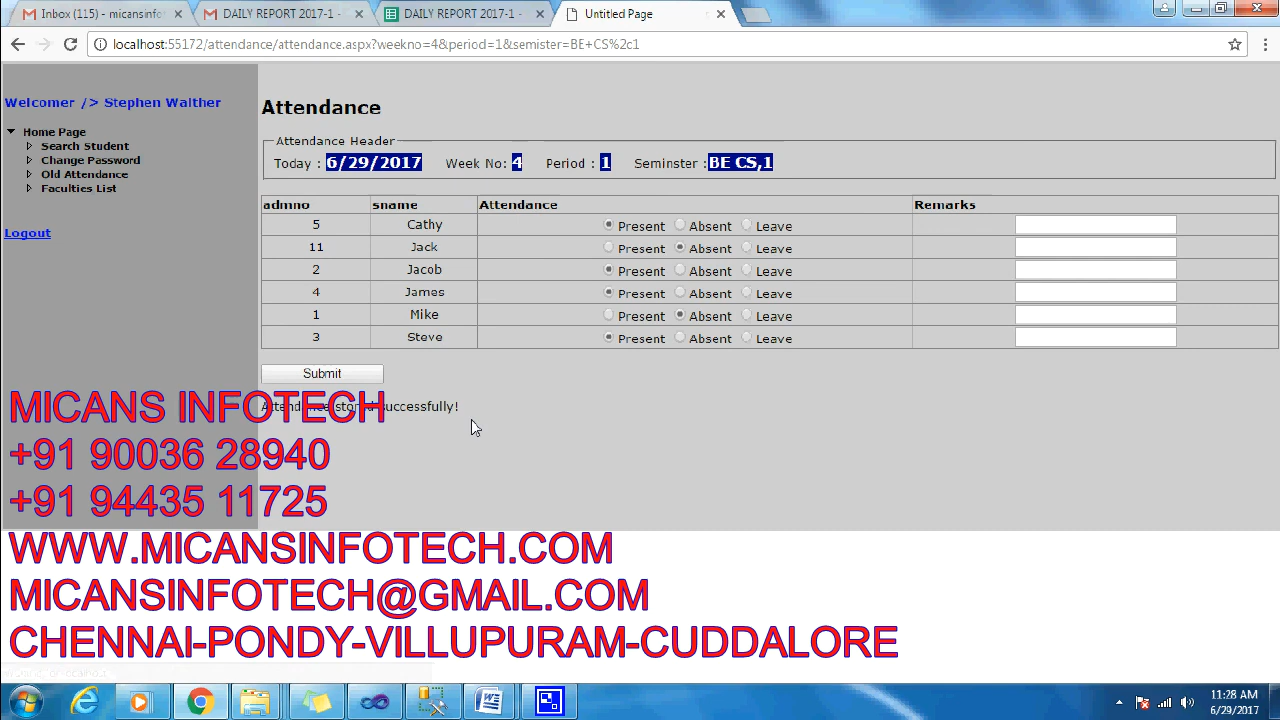 Inbox (115) - micansinfo
DAILY REPORT 2017-1 -
DAILY REPORT 2017-1 -
Untitled Page
localhost:55172/attendance/attendance.aspx?weekno=4&period=1&semister=BE+CS%2c1
Welcomer /> Stephen Walther
Home Page
Search Student
Change Password
Old Attendance
Faculties List
Logout
Attendance
Attendance Header
Today : 6/29/2017 Week No: 4 Period : 1 Seminster : BE CS,1
admno sname Attendance Remarks
5 Cathy Present Absent Leave
11 Jack Present Absent Leave
2 Jacob Present Absent Leave
4 James Present Absent Leave
1 Mike Present Absent Leave
3 Steve Present Absent Leave
Submit
Attendance stored successfully!
MICANS INFOTECH
+91 90036 28940
+91 94435 11725
WWW.MICANSINFOTECH.COM
MICANSINFOTECH@GMAIL.COM
CHENNAI-PONDY-VILLUPURAM-CUDDALORE
11:28 AM
6/29/2017